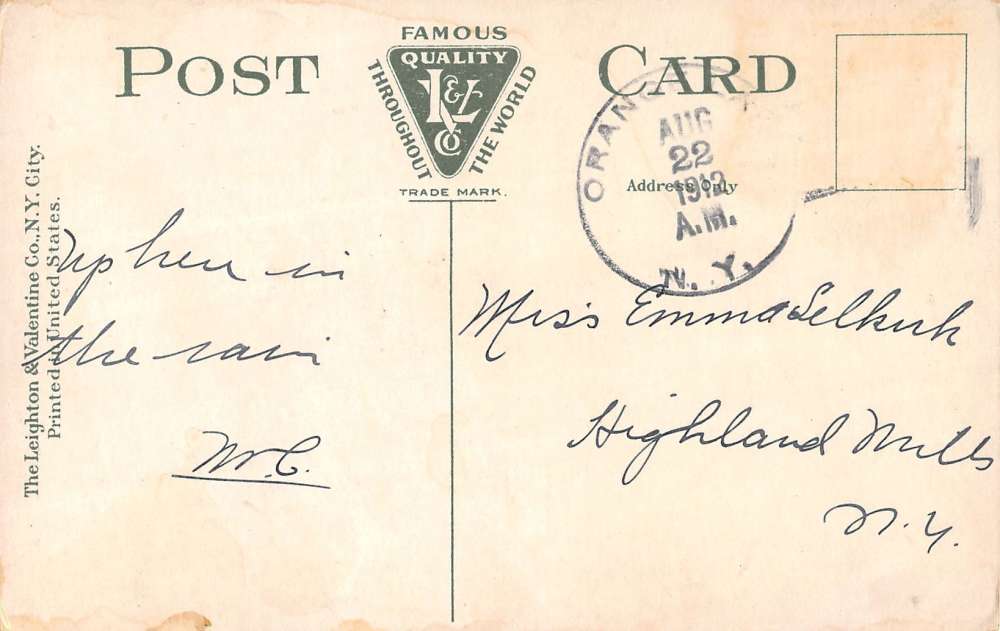 POST CARD
FAMOUS
QUALITY
L&V Co
THROUGHOUT THE WORLD
TRADE MARK.
Address Only
AUG
22
1912
A.M.
N.Y.
The Leighton & Valentine Co., N.Y. City.
Printed in United States.
Up here in
the rain
Miss Emma Selkirk
Highland Mills
N.Y.